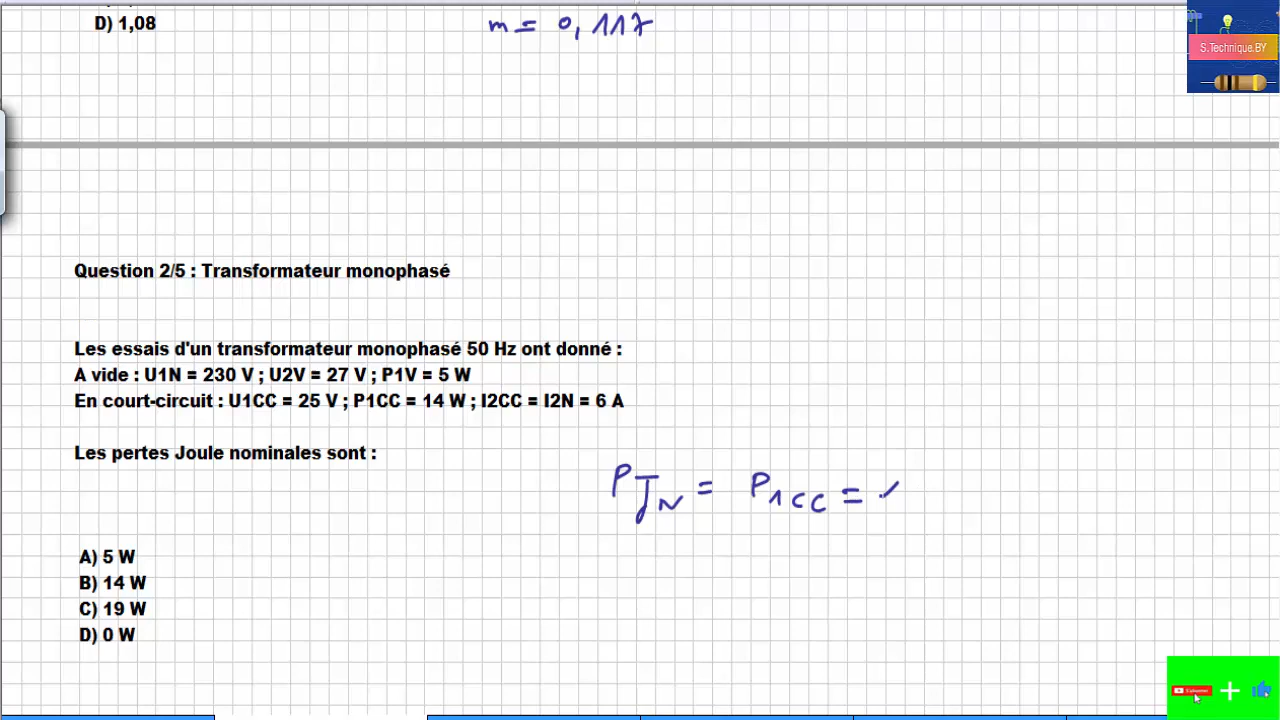 D) 1,08
m = 0,117
S.Technique.BY
Question 2/5 : Transformateur monophasé
Les essais d'un transformateur monophasé 50 Hz ont donné :
A vide : U1N = 230 V ; U2V = 27 V ; P1V = 5 W
En court-circuit : U1CC = 25 V ; P1CC = 14 W ; I2CC = I2N = 6 A
Les pertes Joule nominales sont :
PJN = P1CC =
A) 5 W
B) 14 W
C) 19 W
D) 0 W
+